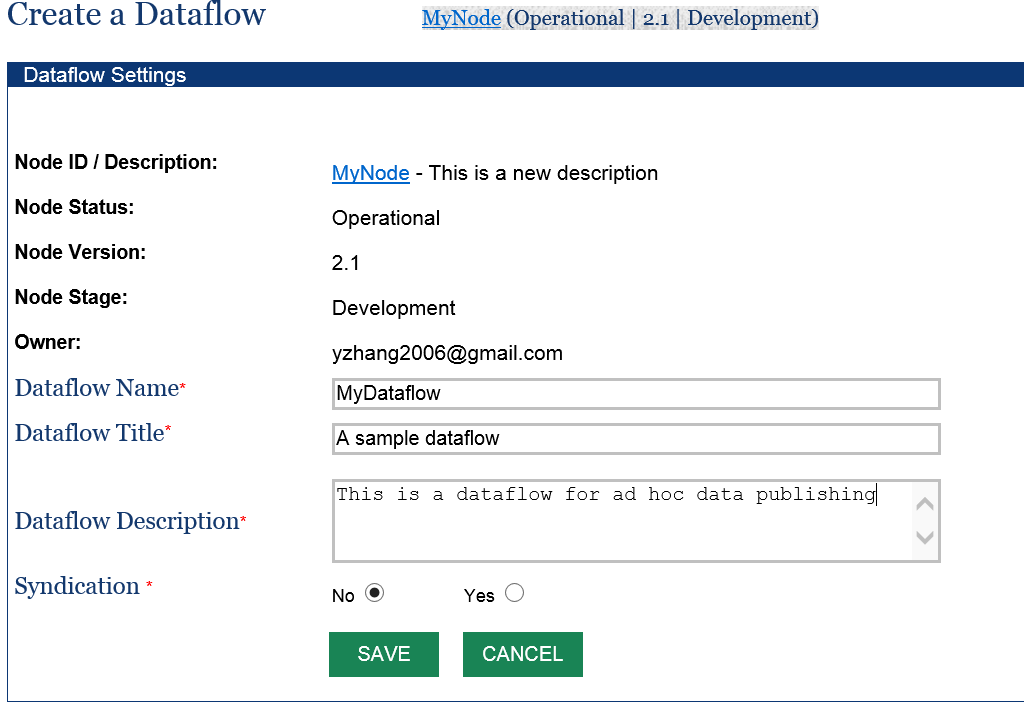 Create a Dataflow
MyNode (Operational | 2.1 | Development)
Dataflow Settings
Node ID / Description:
MyNode - This is a new description
Node Status:
Operational
Node Version:
2.1
Node Stage:
Development
Owner:
yzhang2006@gmail.com
Dataflow Name*
MyDataflow
Dataflow Title*
A sample dataflow
Dataflow Description*
This is a dataflow for ad hoc data publishing
Syndication *
No Yes
SAVE CANCEL